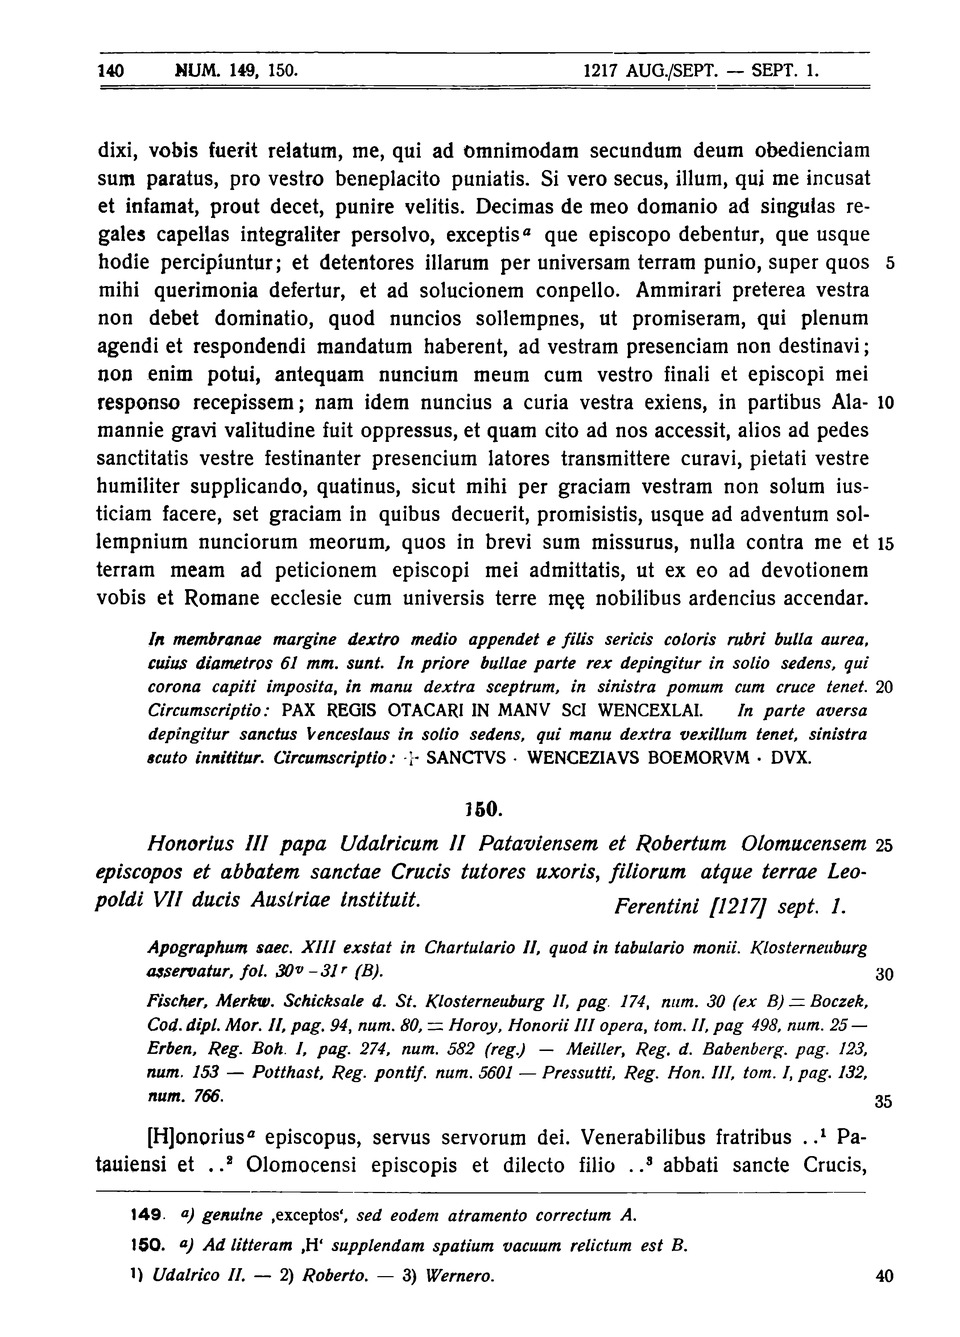 140 NUM. 149, 150. 1217 AUG./SEPT. — SEPT. 1.
dixi, vobis fuerit relatum, me, qui ad omnimodam secundum deum obedienciam
sum paratus, pro vestro beneplacito puniatis. Si vero secus, illum, qui me incusat
et infamat, prout decet, punire velitis. Decimas de meo domanio ad singulas re-
gales capellas integraliter persolvo, exceptis a que episcopo debentur, que usque
hodie percipiuntur; et detentores illarum per universam terram punio, super quos 5
mihi querimonia defertur, et ad solucionem conpello. Ammirari preterea vestra
non debet dominatio, quod nuncios sollempnes, ut promiseram, qui plenum
agendi et respondendi mandatum haberent, ad vestram presenciam non destinavi;
non enim potui, antequam nuncium meum cum vestro finali et episcopi mei
responso recepissem; nam idem nuncius a curia vestra exiens, in partibus Ala- 10
mannie gravi valitudine fuit oppressus, et quam cito ad nos accessit, alios ad pedes
sanctitatis vestre festinanter presencium latores transmittere curavi, pietati vestre
humiliter supplicando, quatinus, sicut mihi per graciam vestram non solum ius-
ticiam facere, set graciam in quibus decuerit, promisistis, usque ad adventum sol-
lempnium nunciorum meorum, quos in brevi sum missurus, nulla contra me et 15
terram meam ad peticionem episcopi mei admittatis, ut ex eo ad devotionem
vobis et Romane ecclesie cum universis terre męę nobilibus ardencius accendar.
In membranae margine dextro medio appendet e filis sericis coloris rubri bulla aurea,
cuius diametros 61 mm. sunt. In priore bullae parte rex depingitur in solio sedens, qui
corona capiti imposita, in manu dextra sceptrum, in sinistra pomum cum cruce tenet. 20
Circumscriptio: PAX REGIS OTACARI IN MANV ScI WENCEXLAI. In parte aversa
depingitur sanctus Venceslaus in solio sedens, qui manu dextra vexillum tenet, sinistra
scuto innititur. Circumscriptio: ⊹ SANCTVS · WENCEZIAVS BOEMORVM · DVX.
150.
Honorius III papa Udalricum II Pataviensem et Robertum Olomucensem 25
episcopos et abbatem sanctae Crucis tutores uxoris, filiorum atque terrae Leo-
poldi VII ducis Austriae instituit. Ferentini [1217] sept. 1.
Apographum saec. XIII exstat in Chartulario II, quod in tabulario monii. Klosterneuburg
asservatur, fol. 30v – 31r (B). 30
Fischer, Merkw. Schicksale d. St. Klosterneuburg II, pag. 174, num. 30 (ex B) = Boczek,
Cod. dipl. Mor. II, pag. 94, num. 80, = Horoy, Honorii III opera, tom. II, pag 498, num. 25 —
Erben, Reg. Boh. I, pag. 274, num. 582 (reg.) — Meiller, Reg. d. Babenberg. pag. 123,
num. 153 — Potthast, Reg. pontif. num. 5601 — Pressutti, Reg. Hon. III, tom. I, pag. 132,
num. 766. 35
[H]onorius a episcopus, servus servorum dei. Venerabilibus fratribus ..¹ Pa-
tauiensi et ..² Olomocensi episcopis et dilecto filio ..³ abbati sancte Crucis,
149. a) genuine ‚exceptos‘, sed eodem atramento correctum A.
150. a) Ad litteram ‚H‘ supplendam spatium vacuum relictum est B.
1) Udalrico II. — 2) Roberto. — 3) Wernero. 40